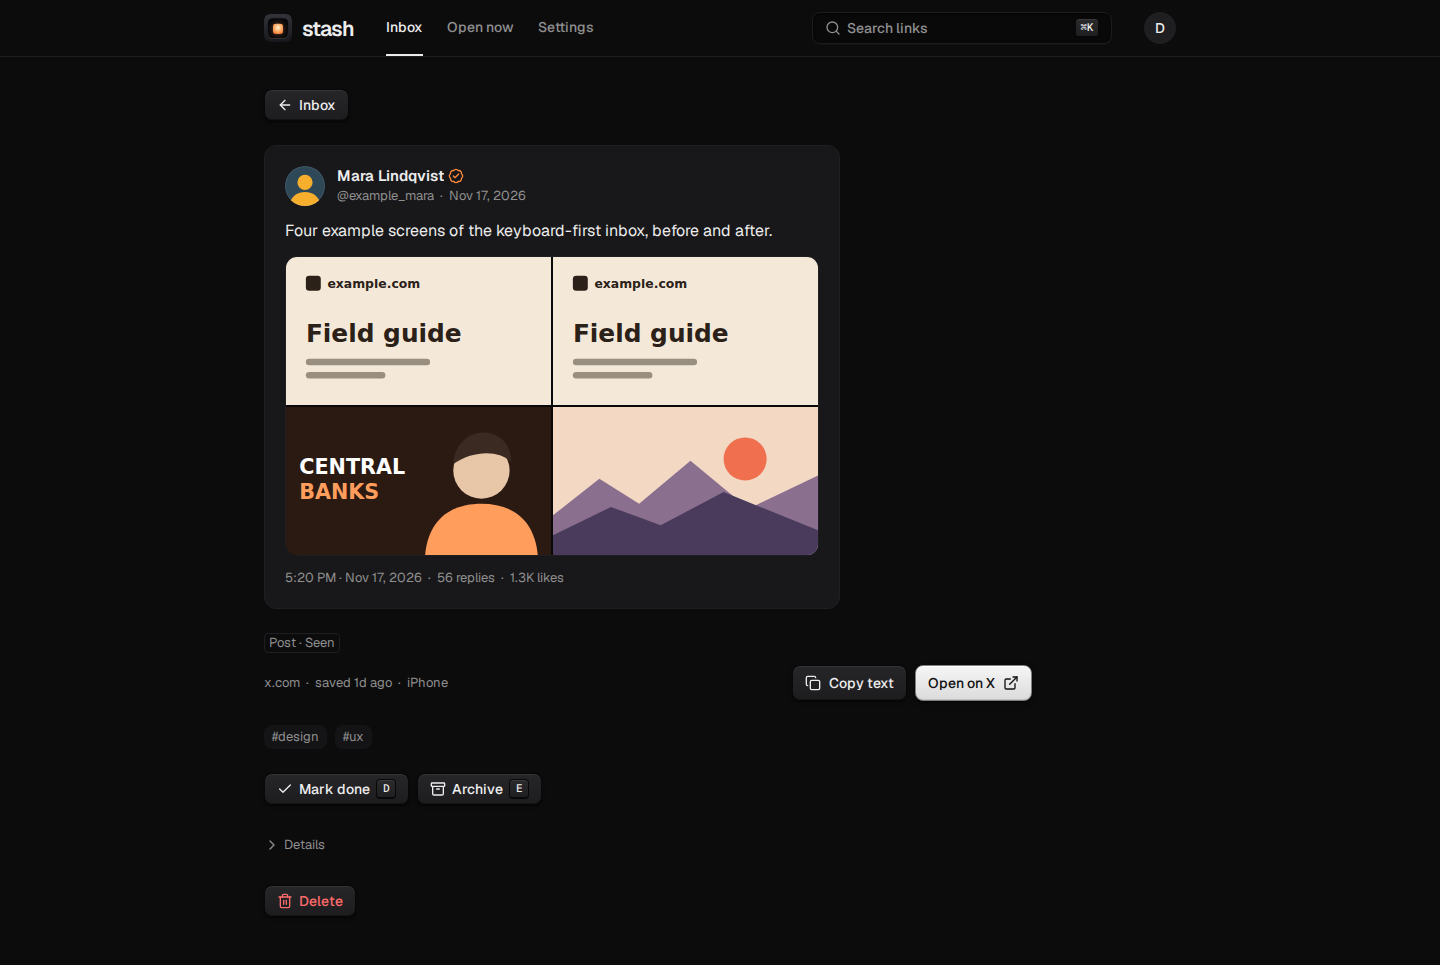 stash Inbox Open now Settings Search links ⌘K D
Inbox
Mara Lindqvist
@example_mara · Nov 17, 2026
Four example screens of the keyboard-first inbox, before and after.
example.com
Field guide
example.com
Field guide
CENTRAL
BANKS
5:20 PM · Nov 17, 2026 · 56 replies · 1.3K likes
Post · Seen
x.com · saved 1d ago · iPhone
Copy text Open on X
#design #ux
Mark done D Archive E
Details
Delete